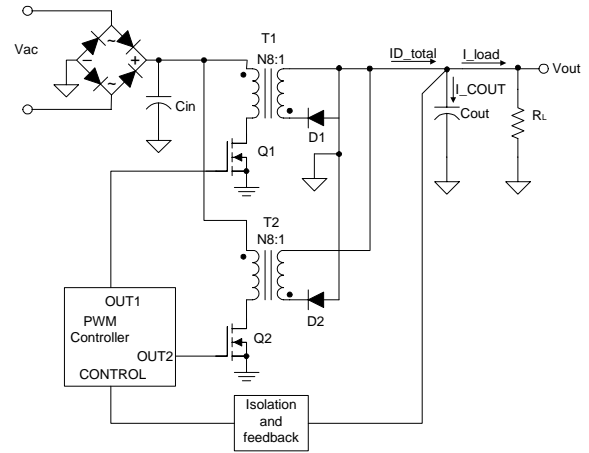 T1
ID_total
I_load
Vac
~
N8:1
Vout
−
+
I_COUT
~
Cin
Cout
RL
D1
Q1
T2
N8:1
OUT1
D2
PWM
Controller
Q2
OUT2
CONTROL
Isolation
and
feedback